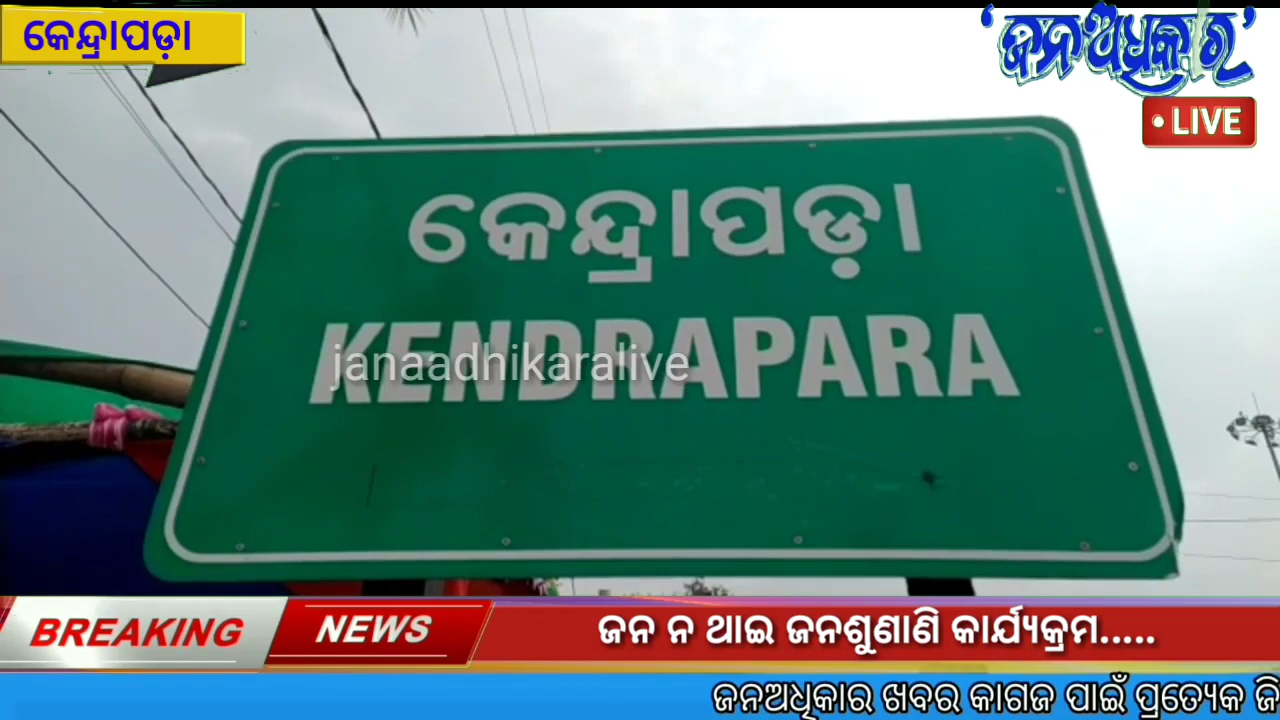 କେନ୍ଦ୍ରାପଡ଼ା
'ଜନଅଧିକାର'
LIVE
କେନ୍ଦ୍ରାପଡ଼ା
KENDRAPARA
janaadhikaralive
BREAKING NEWS
ଜନ ନ ଥାଇ ଜନଶୁଣାଣି କାର୍ଯ୍ୟକ୍ରମ.....
ଜନଅଧିକାର ଖବର କାଗଜ ପାଇଁ ପ୍ରତ୍ୟେକ ଜି